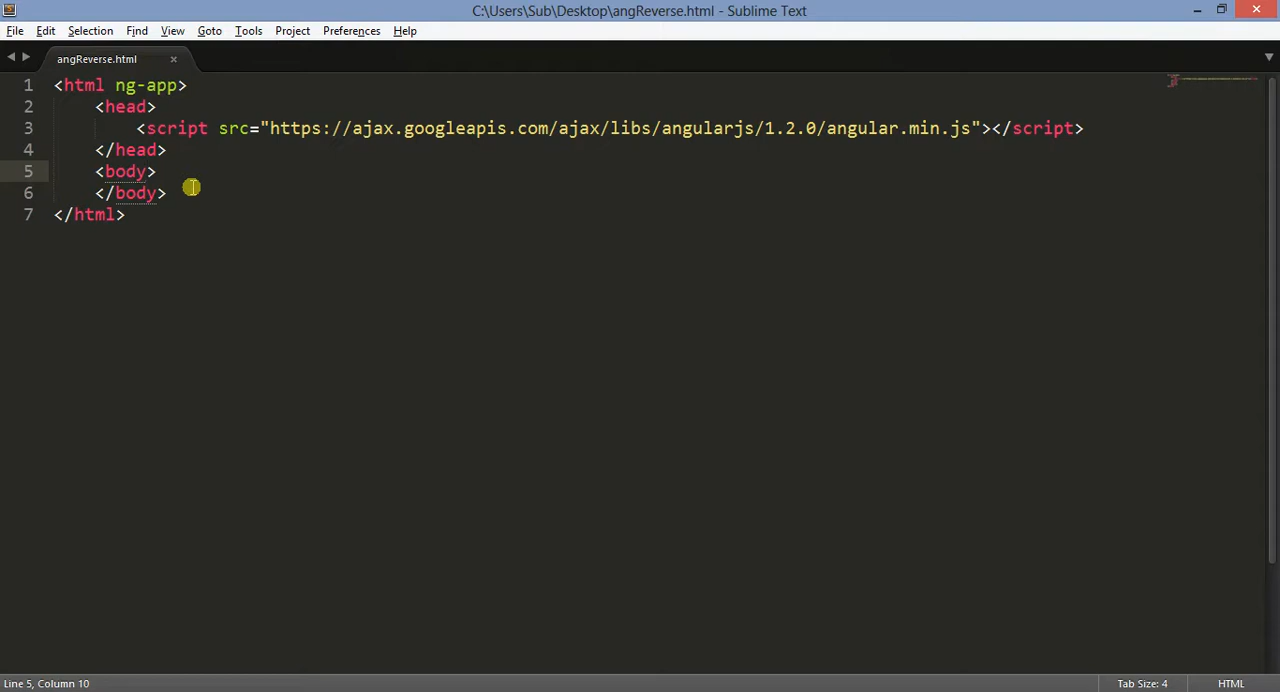 C:\Users\Sub\Desktop\angReverse.html - Sublime Text
File Edit Selection Find View Goto Tools Project Preferences Help
angReverse.html ×
1 <html ng-app>
2 <head>
3 <script src="https://ajax.googleapis.com/ajax/libs/angularjs/1.2.0/angular.min.js"></script>
4 </head>
5 <body>
6 </body>
7 </html>
Line 5, Column 10 Tab Size: 4 HTML